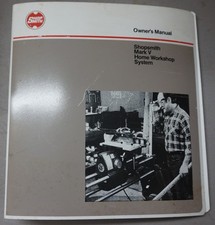 Owner's Manual
Shopsmith
Mark V
Home Workshop
System